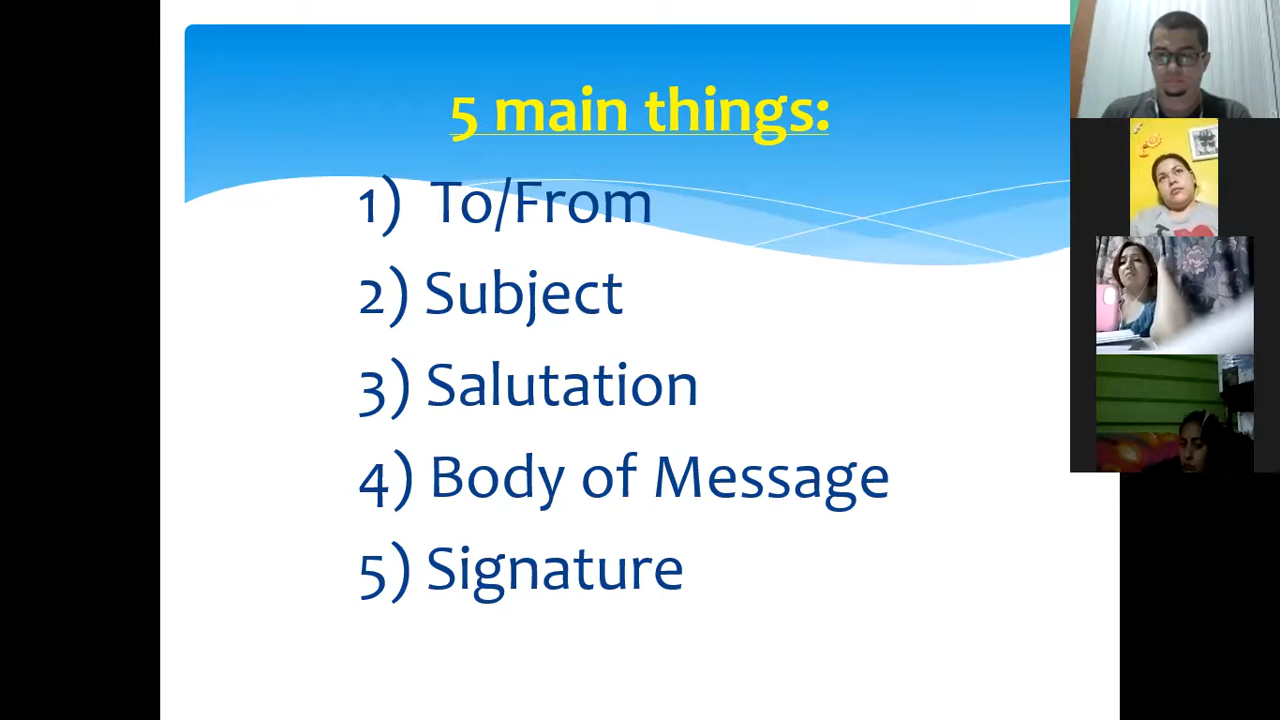 5 main things:
1) To/From
2) Subject
3) Salutation
4) Body of Message
5) Signature